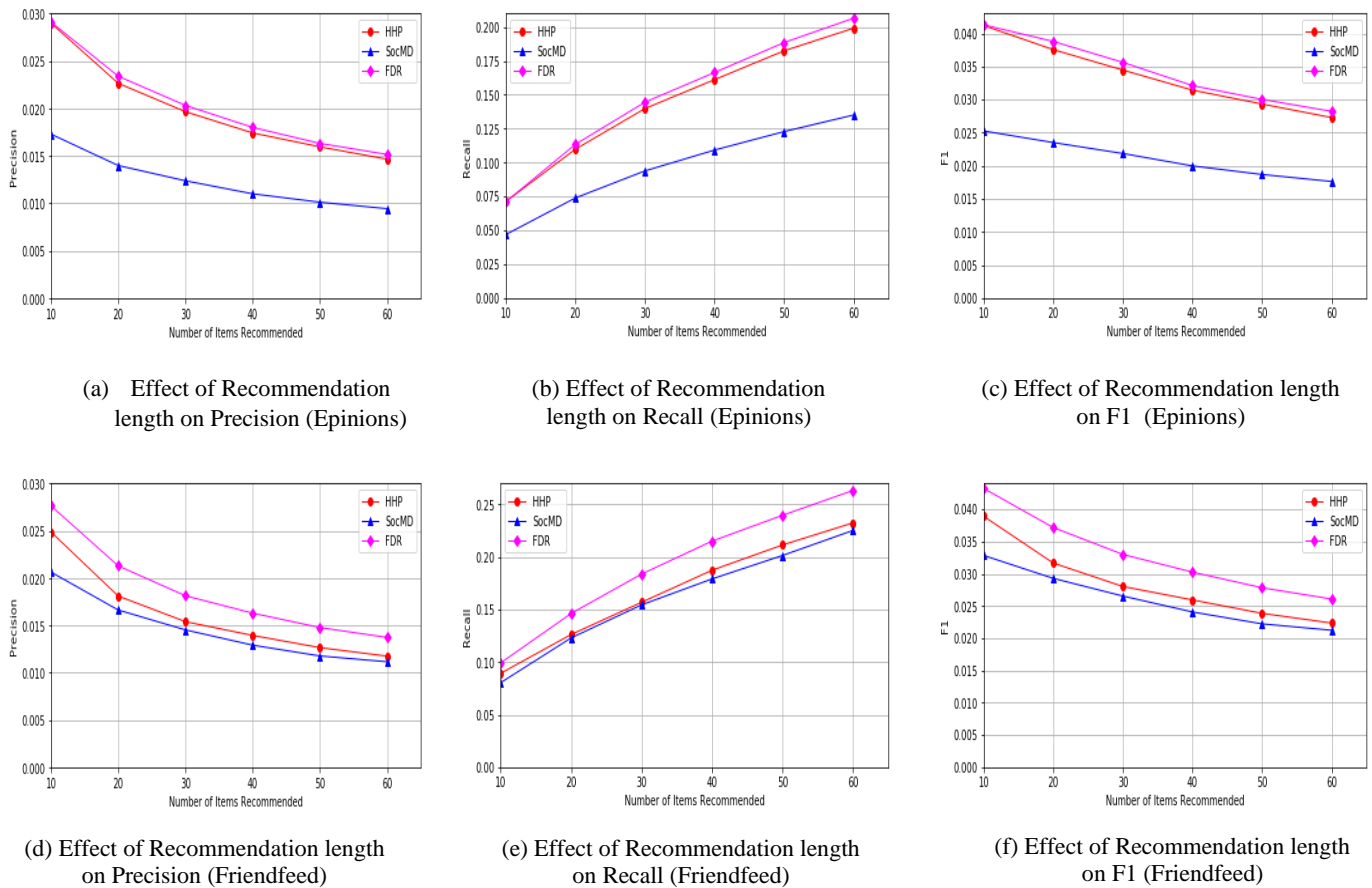 0.030
0.025
0.020
0.015
0.010
0.005
0.000
Precision
HHP
SocMD
FDR
10 20 30 40 50 60
Number of Items Recommended
(a) Effect of Recommendation
length on Precision (Epinions)
0.200
0.175
0.150
0.125
0.100
0.075
0.050
0.025
0.000
Recall
HHP
SocMD
FDR
10 20 30 40 50 60
Number of Items Recommended
(b) Effect of Recommendation
length on Recall (Epinions)
0.040
0.035
0.030
0.025
0.020
0.015
0.010
0.005
0.000
F1
HHP
SocMD
FDR
10 20 30 40 50 60
Number of Items Recommended
(c) Effect of Recommendation length
on F1 (Epinions)
0.030
0.025
0.020
0.015
0.010
0.005
0.000
Precision
HHP
SocMD
FDR
10 20 30 40 50 60
Number of Items Recommended
(d) Effect of Recommendation length
on Precision (Friendfeed)
0.25
0.20
0.15
0.10
0.05
0.00
Recall
HHP
SocMD
FDR
10 20 30 40 50 60
Number of Items Recommended
(e) Effect of Recommendation length
on Recall (Friendfeed)
0.040
0.035
0.030
0.025
0.020
0.015
0.010
0.005
0.000
F1
HHP
SocMD
FDR
10 20 30 40 50 60
Number of Items Recommended
(f) Effect of Recommendation length
on F1 (Friendfeed)